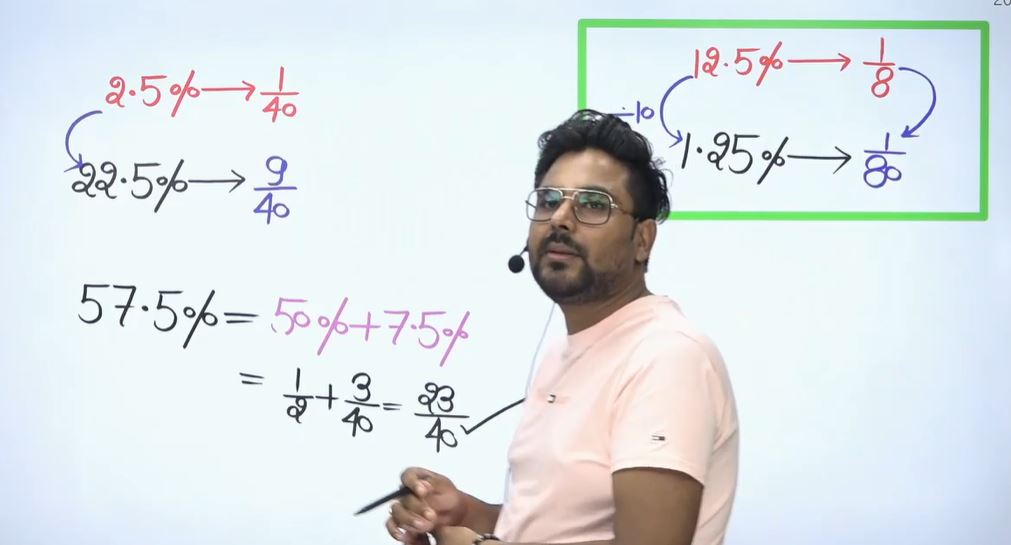 2.5% → 1/40
22.5% → 9/40
57.5% = 50% + 7.5%
= 1/2 + 3/40 = 23/40
12.5% → 1/8
÷10
1.25% → 1/80